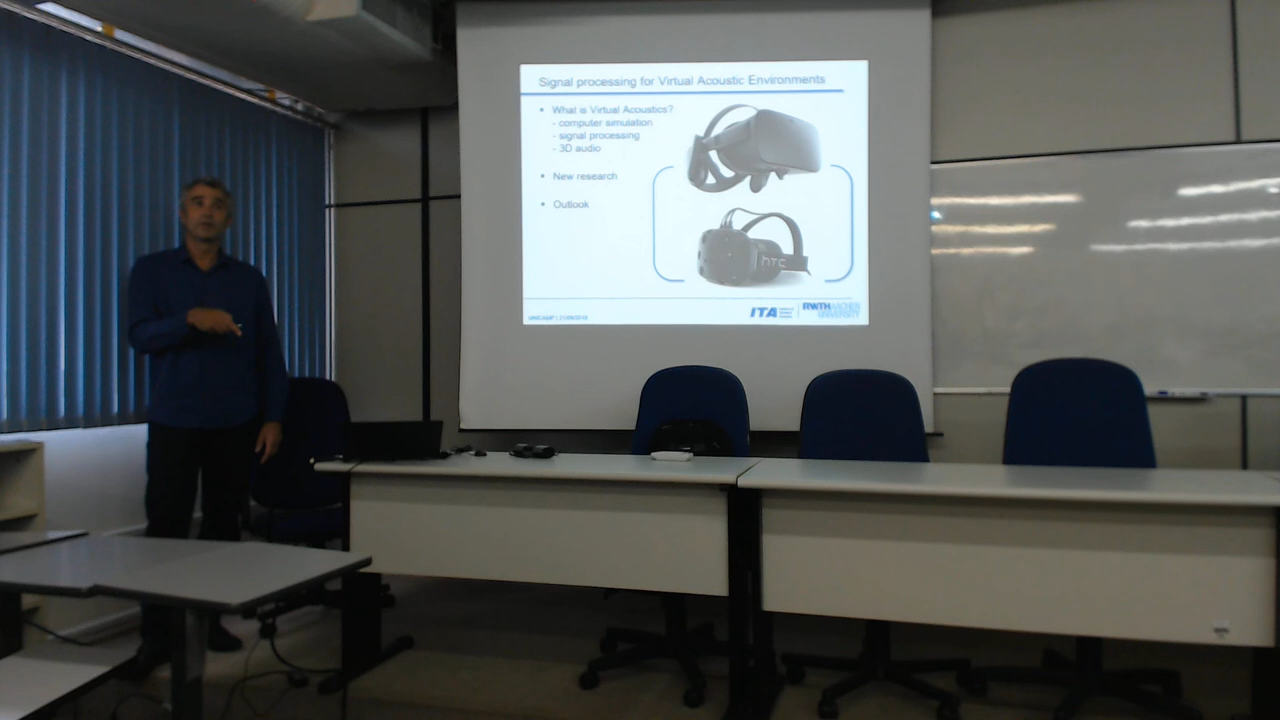 Signal processing for Virtual Acoustic Environments
• What is Virtual Acoustics?
- computer simulation
- signal processing
- 3D audio
• New research
• Outlook
hTC
ITA
RWTH AACHEN
UNIVERSITY